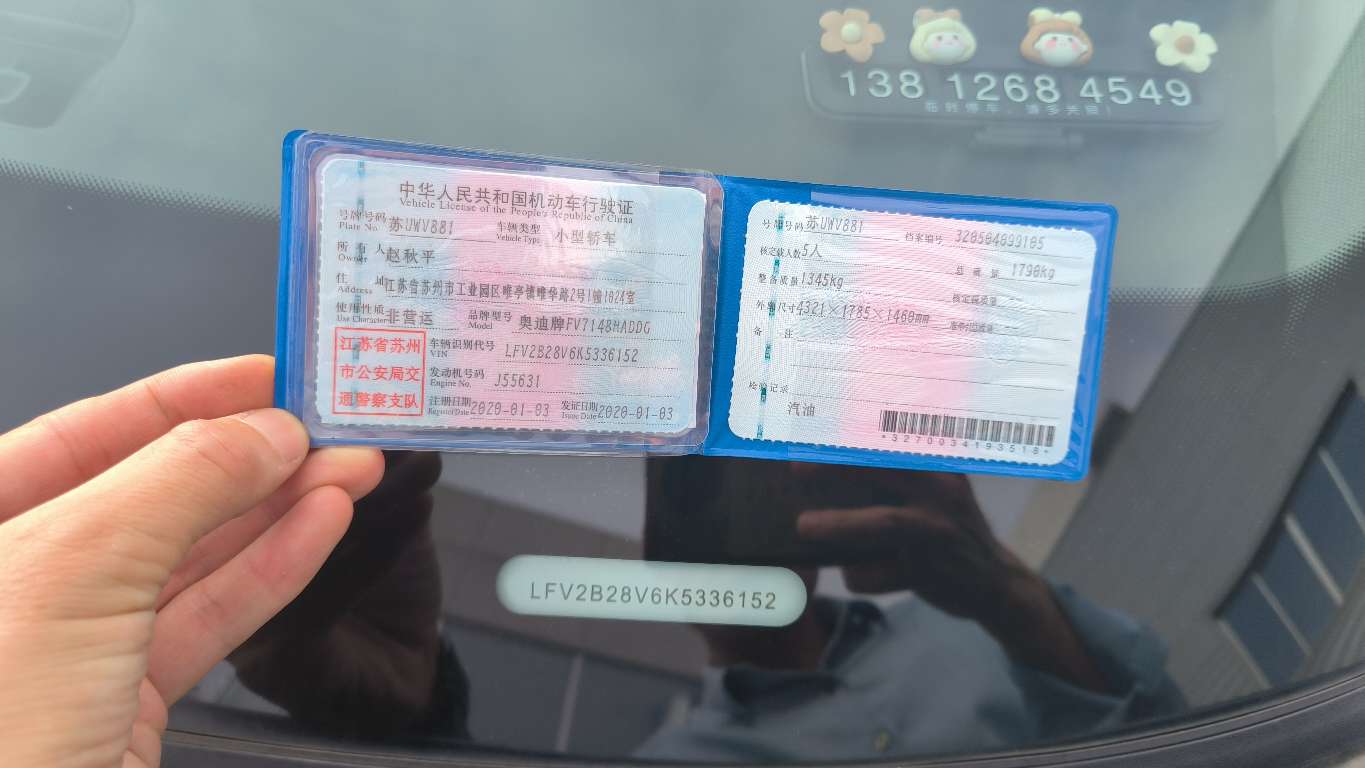 138 1268 4549
临时停车，请多关照！
中华人民共和国机动车行驶证
Vehicle License of the People's Republic of China
号牌号码 苏UWV881 车辆类型 小型轿车
Plate No. Vehicle Type
所有人 赵秋平
Owner
住址 江苏省苏州市工业园区唯亭镇唯华路2号1幢1024室
Address
使用性质 非营运 品牌型号 奥迪牌FV7148HADDG
Use Character Model
江苏省苏州
市公安局交
通警察支队
车辆识别代号 LFV2B28V6K5336152
VIN
发动机号码 J55631
Engine No.
注册日期 2020-01-03 发证日期 2020-01-03
Register Date Issue Date
号牌号码 苏UWV881 档案编号 320504099105
核定载人数 5人 总质量 1790kg
整备质量 1345kg 核定载质量 --
外廓尺寸 4321×1785×1460mm 准牵引总质量 --
备注
检验记录
汽油
*3270034193518*
LFV2B28V6K5336152